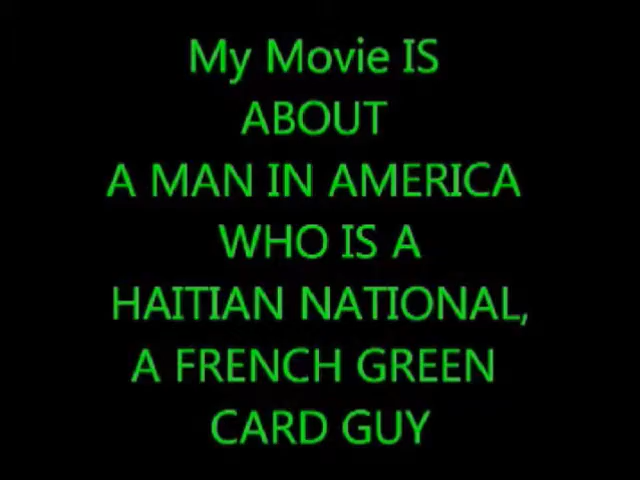 My Movie IS
ABOUT
A MAN IN AMERICA
WHO IS A
HAITIAN NATIONAL,
A FRENCH GREEN
CARD GUY